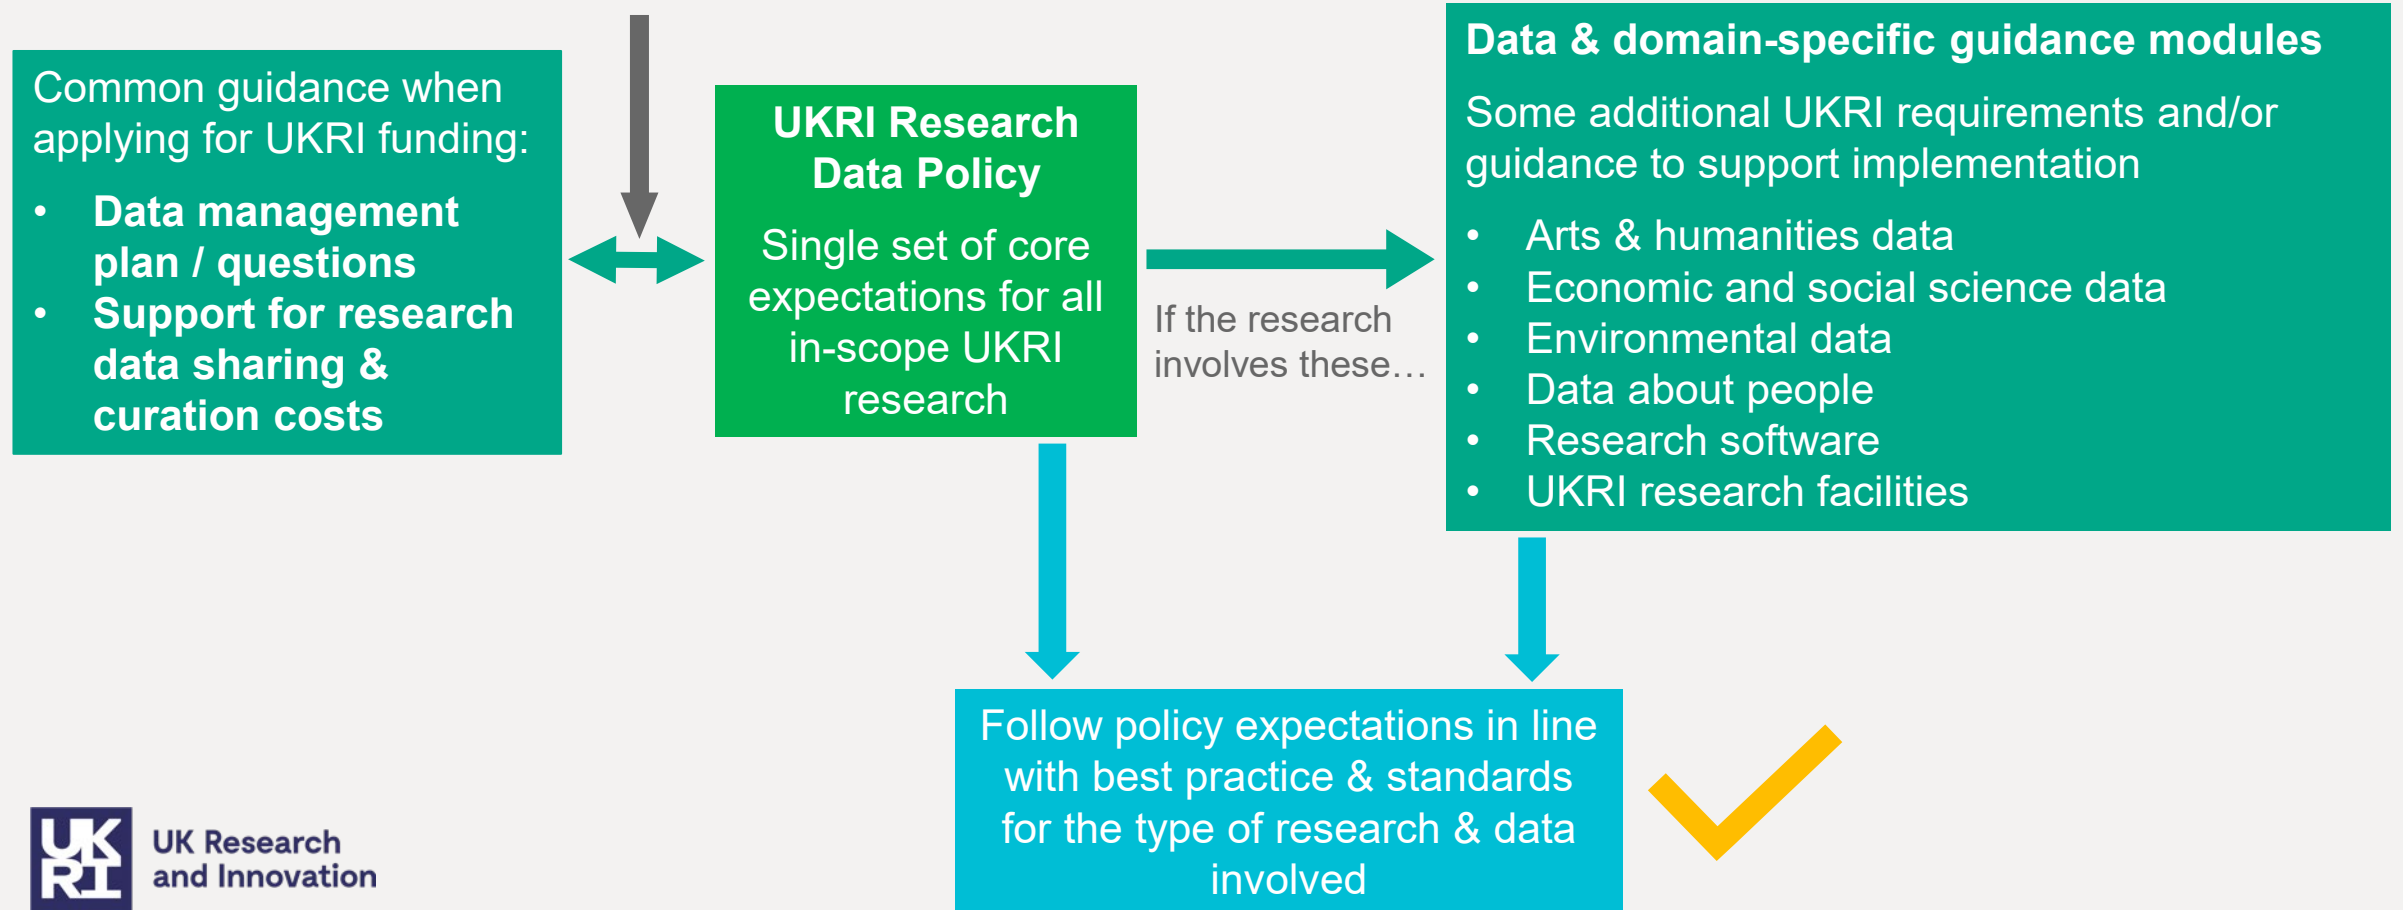 Common guidance when
applying for UKRI funding:
• Data management
plan / questions
• Support for research
data sharing &
curation costs
UKRI Research
Data Policy
Single set of core
expectations for all
in-scope UKRI
research
If the research
involves these…
Data & domain-specific guidance modules
Some additional UKRI requirements and/or
guidance to support implementation
• Arts & humanities data
• Economic and social science data
• Environmental data
• Data about people
• Research software
• UKRI research facilities
Follow policy expectations in line
with best practice & standards
for the type of research & data
involved
UK
RI
UK Research
and Innovation